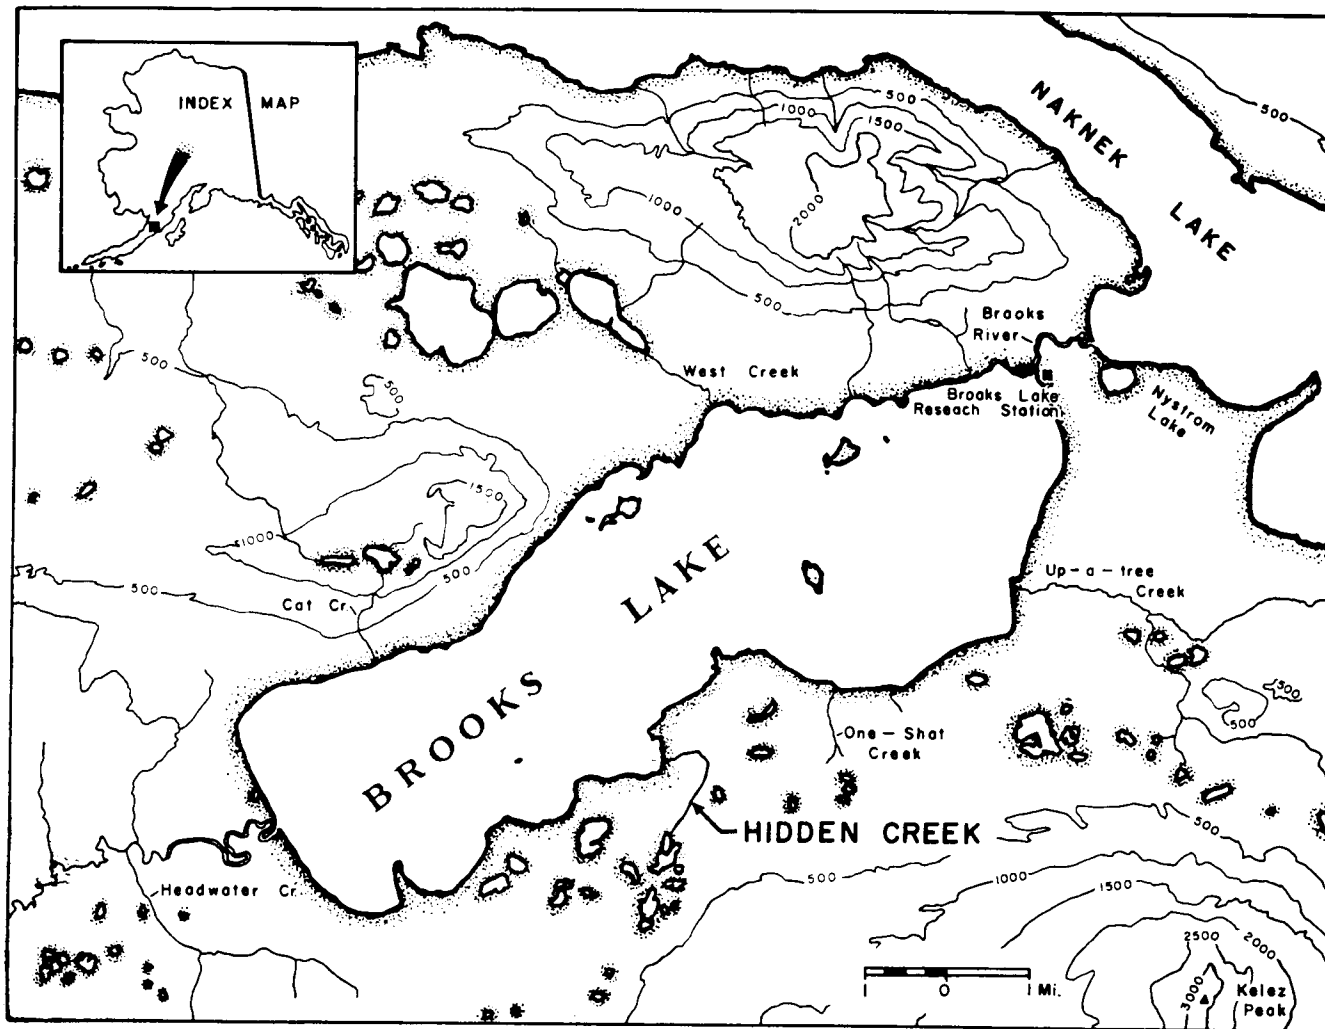 INDEX MAP
NAKNEK
LAKE
500
1000
1500
500
2000
1000
500
Brooks
River
West Creek
Brooks Lake
Reseach Station
Nystrom
Lake
500
500
1500
1000
500
500
Cat Cr.
Up-a-tree
Creek
BROOKS LAKE
1500
500
One-Shot
Creek
HIDDEN CREEK
500
500
1000
1500
2500
2000
3000
Headwater Cr.
Kelez
Peak
1 0 1 Mi.